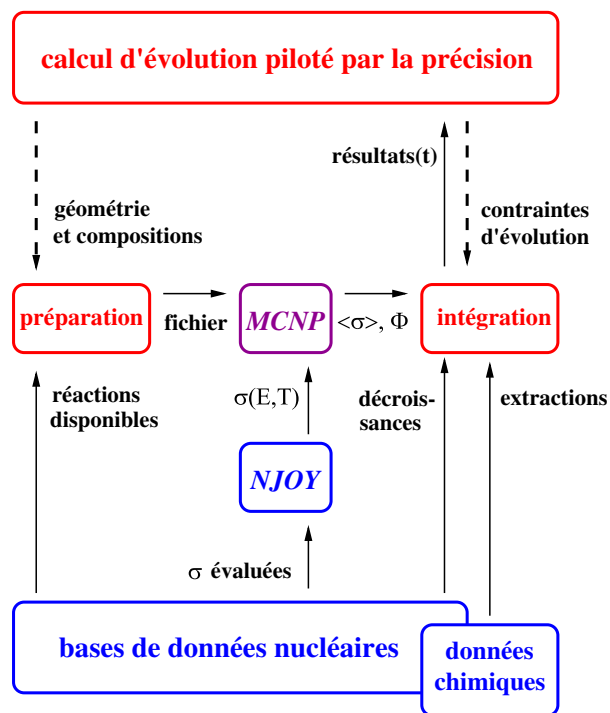 calcul d'évolution piloté par la précision
résultats(t)
géométrie
et compositions
contraintes
d'évolution
préparation
fichier
MCNP
<σ>, Φ
intégration
réactions
disponibles
σ(E,T)
décrois-
sances
extractions
NJOY
σ évaluées
bases de données nucléaires
données
chimiques